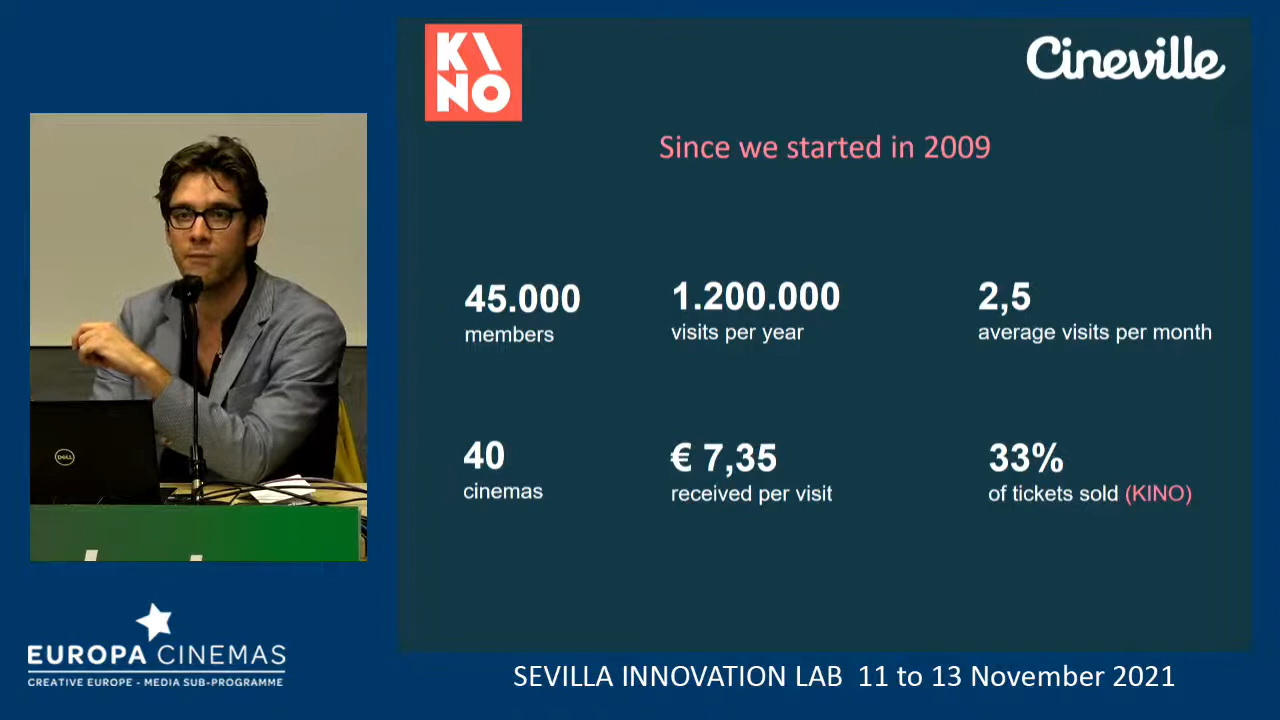 KINO
Cineville
Since we started in 2009
45.000
members
1.200.000
visits per year
2,5
average visits per month
40
cinemas
€ 7,35
received per visit
33%
of tickets sold (KINO)
DELL
EUROPA CINEMAS
CREATIVE EUROPE - MEDIA SUB-PROGRAMME
SEVILLA INNOVATION LAB 11 to 13 November 2021